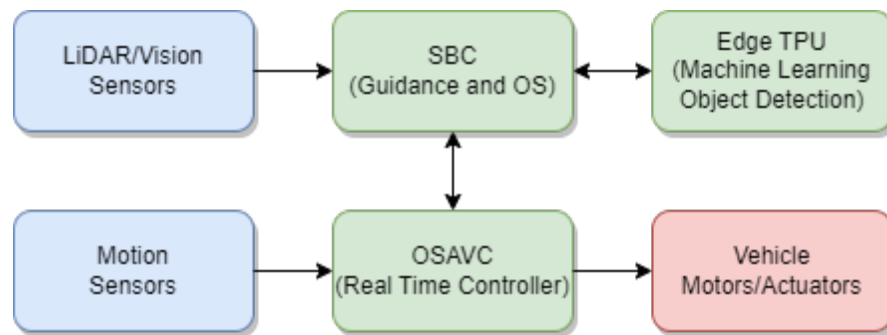 LiDAR/Vision
Sensors
SBC
(Guidance and OS)
Edge TPU
(Machine Learning
Object Detection)
Motion
Sensors
OSAVC
(Real Time Controller)
Vehicle
Motors/Actuators